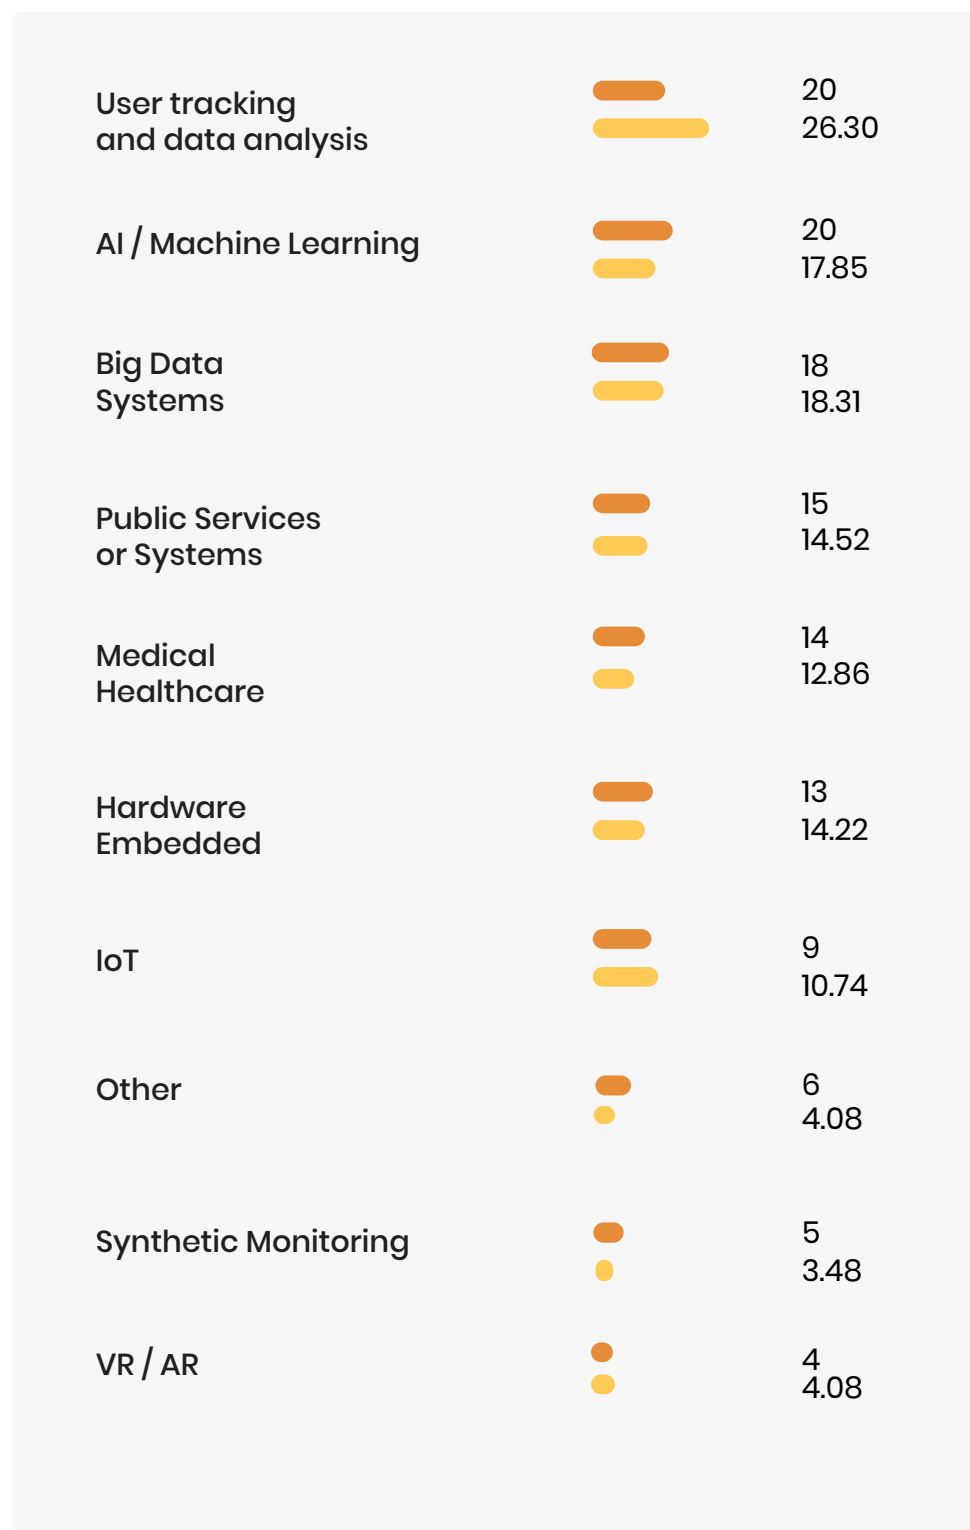 User tracking
and data analysis
20
26.30
AI / Machine Learning
20
17.85
Big Data
Systems
18
18.31
Public Services
or Systems
15
14.52
Medical
Healthcare
14
12.86
Hardware
Embedded
13
14.22
IoT
9
10.74
Other
6
4.08
Synthetic Monitoring
5
3.48
VR / AR
4
4.08